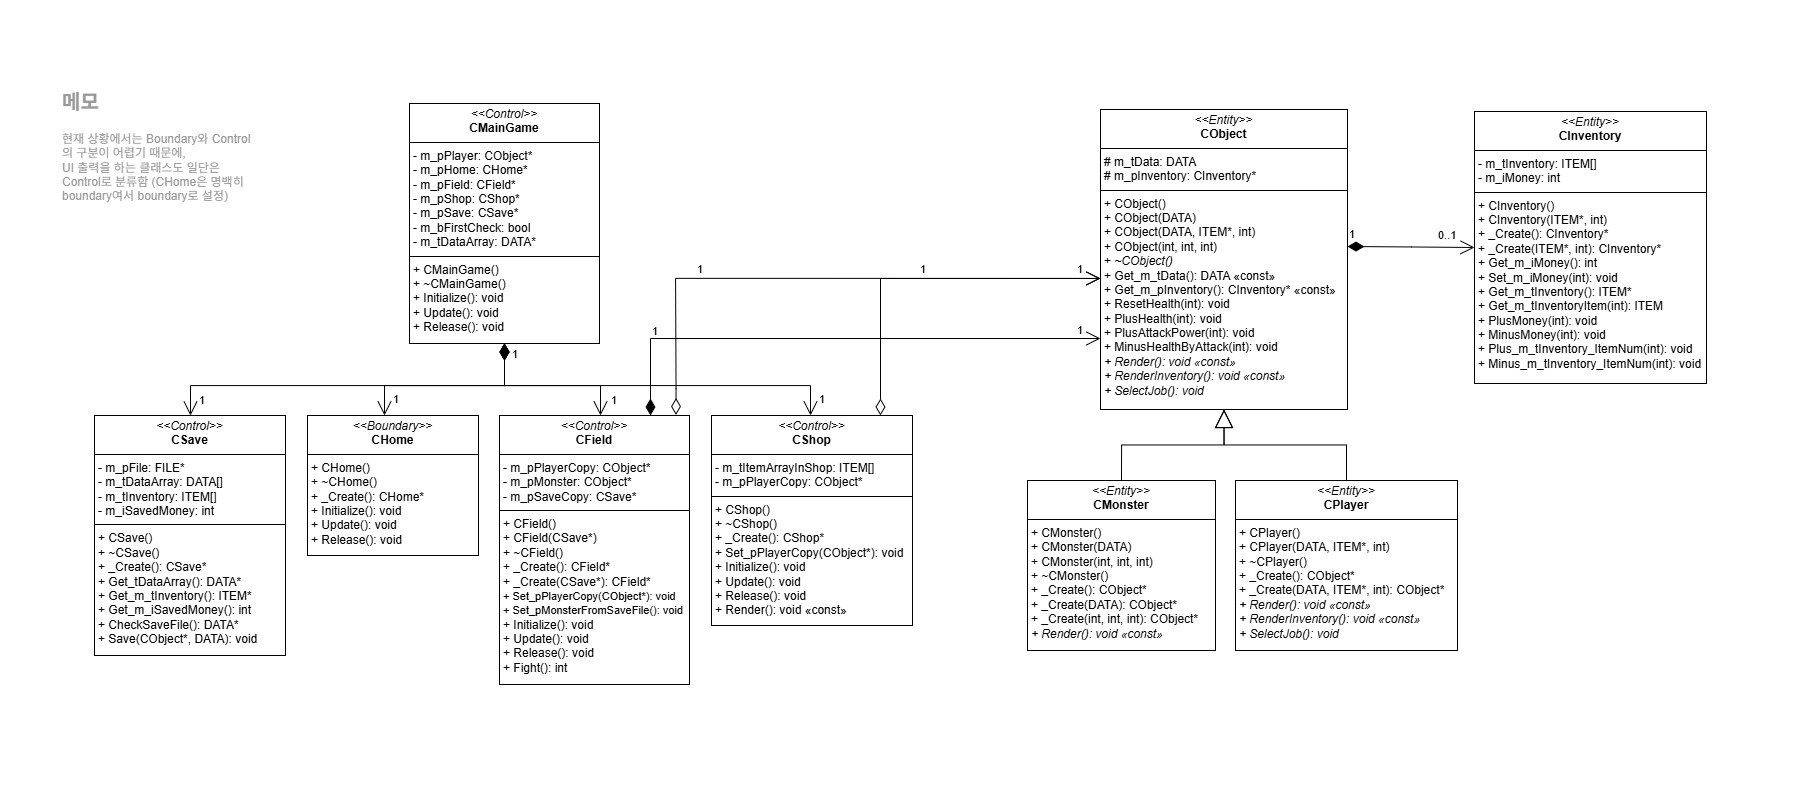 메모
현재 상황에서는 Boundary와 Control
의 구분이 어렵기 때문에,
UI 출력을 하는 클래스도 일단은
Control로 분류함 (CHome은 명백히
boundary여서 boundary로 설정)
<<Control>>
CMainGame
- m_pPlayer: CObject*
- m_pHome: CHome*
- m_pField: CField*
- m_pShop: CShop*
- m_pSave: CSave*
- m_bFirstCheck: bool
- m_tDataArray: DATA*
+ CMainGame()
+ ~CMainGame()
+ Initialize(): void
+ Update(): void
+ Release(): void
1
1
1
1
1
1
1
1
1
1
<<Control>>
CSave
- m_pFile: FILE*
- m_tDataArray: DATA[]
- m_tInventory: ITEM[]
- m_iSavedMoney: int
+ CSave()
+ ~CSave()
+ _Create(): CSave*
+ Get_tDataArray(): DATA*
+ Get_m_tInventory(): ITEM*
+ Get_m_iSavedMoney(): int
+ CheckSaveFile(): DATA*
+ Save(CObject*, DATA): void
<<Boundary>>
CHome
+ CHome()
+ ~CHome()
+ _Create(): CHome*
+ Initialize(): void
+ Update(): void
+ Release(): void
<<Control>>
CField
- m_pPlayerCopy: CObject*
- m_pMonster: CObject*
- m_pSaveCopy: CSave*
+ CField()
+ CField(CSave*)
+ ~CField()
+ _Create(): CField*
+ _Create(CSave*): CField*
+ Set_pPlayerCopy(CObject*): void
+ Set_pMonsterFromSaveFile(): void
+ Initialize(): void
+ Update(): void
+ Release(): void
+ Fight(): int
<<Control>>
CShop
- m_tItemArrayInShop: ITEM[]
- m_pPlayerCopy: CObject*
+ CShop()
+ ~CShop()
+ _Create(): CShop*
+ Set_pPlayerCopy(CObject*): void
+ Initialize(): void
+ Update(): void
+ Release(): void
+ Render(): void «const»
<<Entity>>
CObject
# m_tData: DATA
# m_pInventory: CInventory*
+ CObject()
+ CObject(DATA)
+ CObject(DATA, ITEM*, int)
+ CObject(int, int, int)
+ ~CObject()
+ Get_m_tData(): DATA «const»
+ Get_m_pInventory(): CInventory* «const»
+ ResetHealth(int): void
+ PlusHealth(int): void
+ PlusAttackPower(int): void
+ MinusHealthByAttack(int): void
+ Render(): void «const»
+ RenderInventory(): void «const»
+ SelectJob(): void
1
0..1
<<Entity>>
CInventory
- m_tInventory: ITEM[]
- m_iMoney: int
+ CInventory()
+ CInventory(ITEM*, int)
+ _Create(): CInventory*
+ _Create(ITEM*, int): CInventory*
+ Get_m_iMoney(): int
+ Set_m_iMoney(int): void
+ Get_m_tInventory(): ITEM*
+ Get_m_tInventoryItem(int): ITEM
+ PlusMoney(int): void
+ MinusMoney(int): void
+ Plus_m_tInventory_ItemNum(int): void
+ Minus_m_tInventory_ItemNum(int): void
<<Entity>>
CMonster
+ CMonster()
+ CMonster(DATA)
+ CMonster(int, int, int)
+ ~CMonster()
+ _Create(): CObject*
+ _Create(DATA): CObject*
+ _Create(int, int, int): CObject*
+ Render(): void «const»
<<Entity>>
CPlayer
+ CPlayer()
+ CPlayer(DATA, ITEM*, int)
+ ~CPlayer()
+ _Create(): CObject*
+ _Create(DATA, ITEM*, int): CObject*
+ Render(): void «const»
+ RenderInventory(): void «const»
+ SelectJob(): void